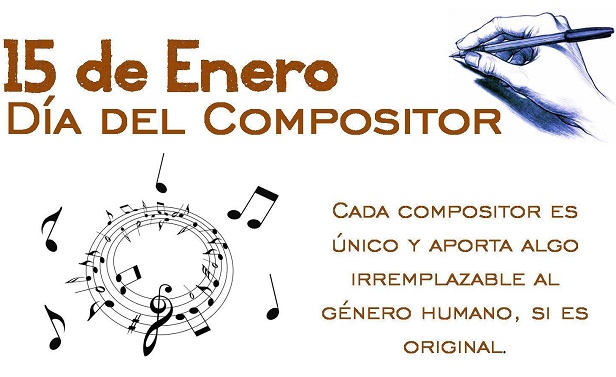 15 de Enero
Día del Compositor
Cada compositor es
único y aporta algo
irremplazable al
género humano, si es
original.